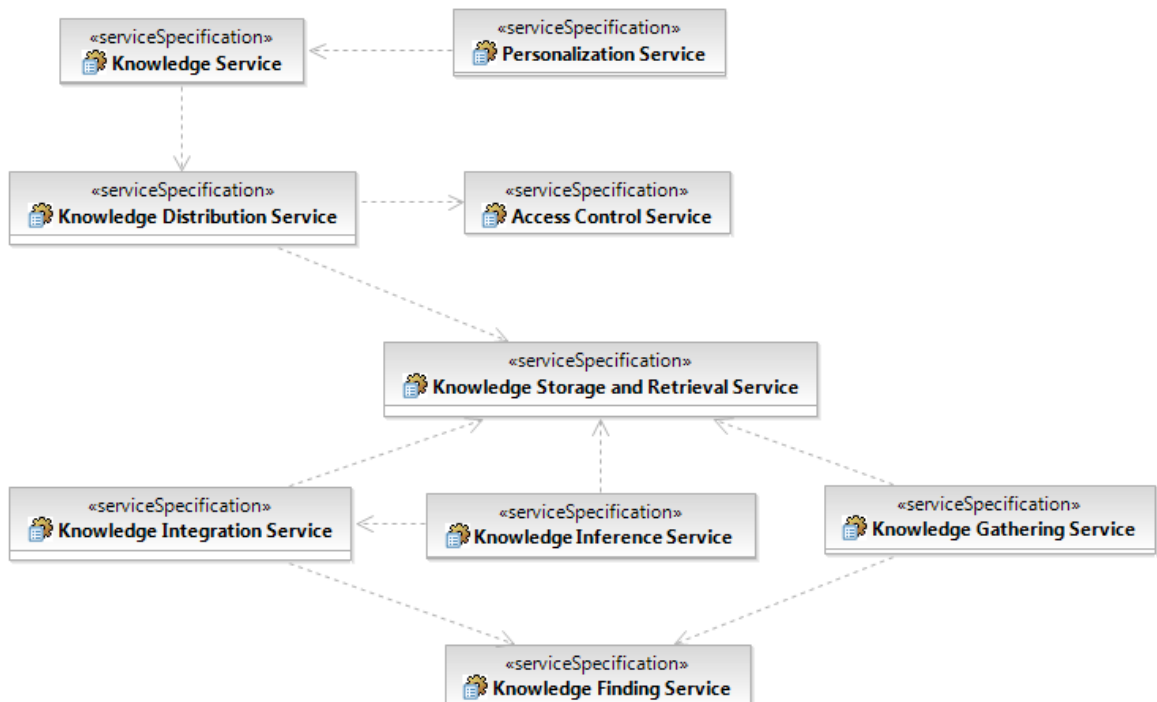 «serviceSpecification»
Knowledge Service
«serviceSpecification»
Personalization Service
«serviceSpecification»
Knowledge Distribution Service
«serviceSpecification»
Access Control Service
«serviceSpecification»
Knowledge Storage and Retrieval Service
«serviceSpecification»
Knowledge Integration Service
«serviceSpecification»
Knowledge Inference Service
«serviceSpecification»
Knowledge Gathering Service
«serviceSpecification»
Knowledge Finding Service